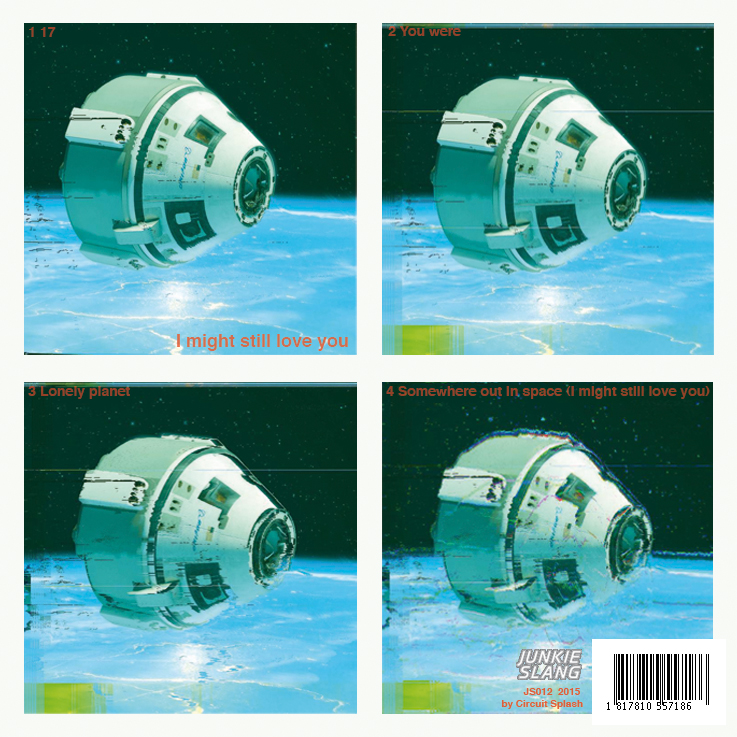 1 17
2 You were
I might still love you
3 Lonely planet
4 Somewhere out in space (I might still love you)
JUNKIE
SLANG
JS012 2015
by Circuit Splash
1 817810 557186